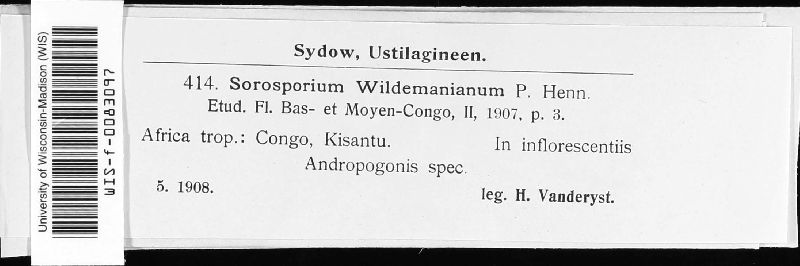 University of Wisconsin-Madison (WIS)
WIS-f-0083097
Sydow, Ustilagineen.
414. Sorosporium Wildemanianum P. Henn.
Etud. Fl. Bas- et Moyen-Congo, II, 1907, p. 3.
Africa trop.: Congo, Kisantu. In inflorescentiis
Andropogonis spec.
5. 1908. leg. H. Vanderyst.